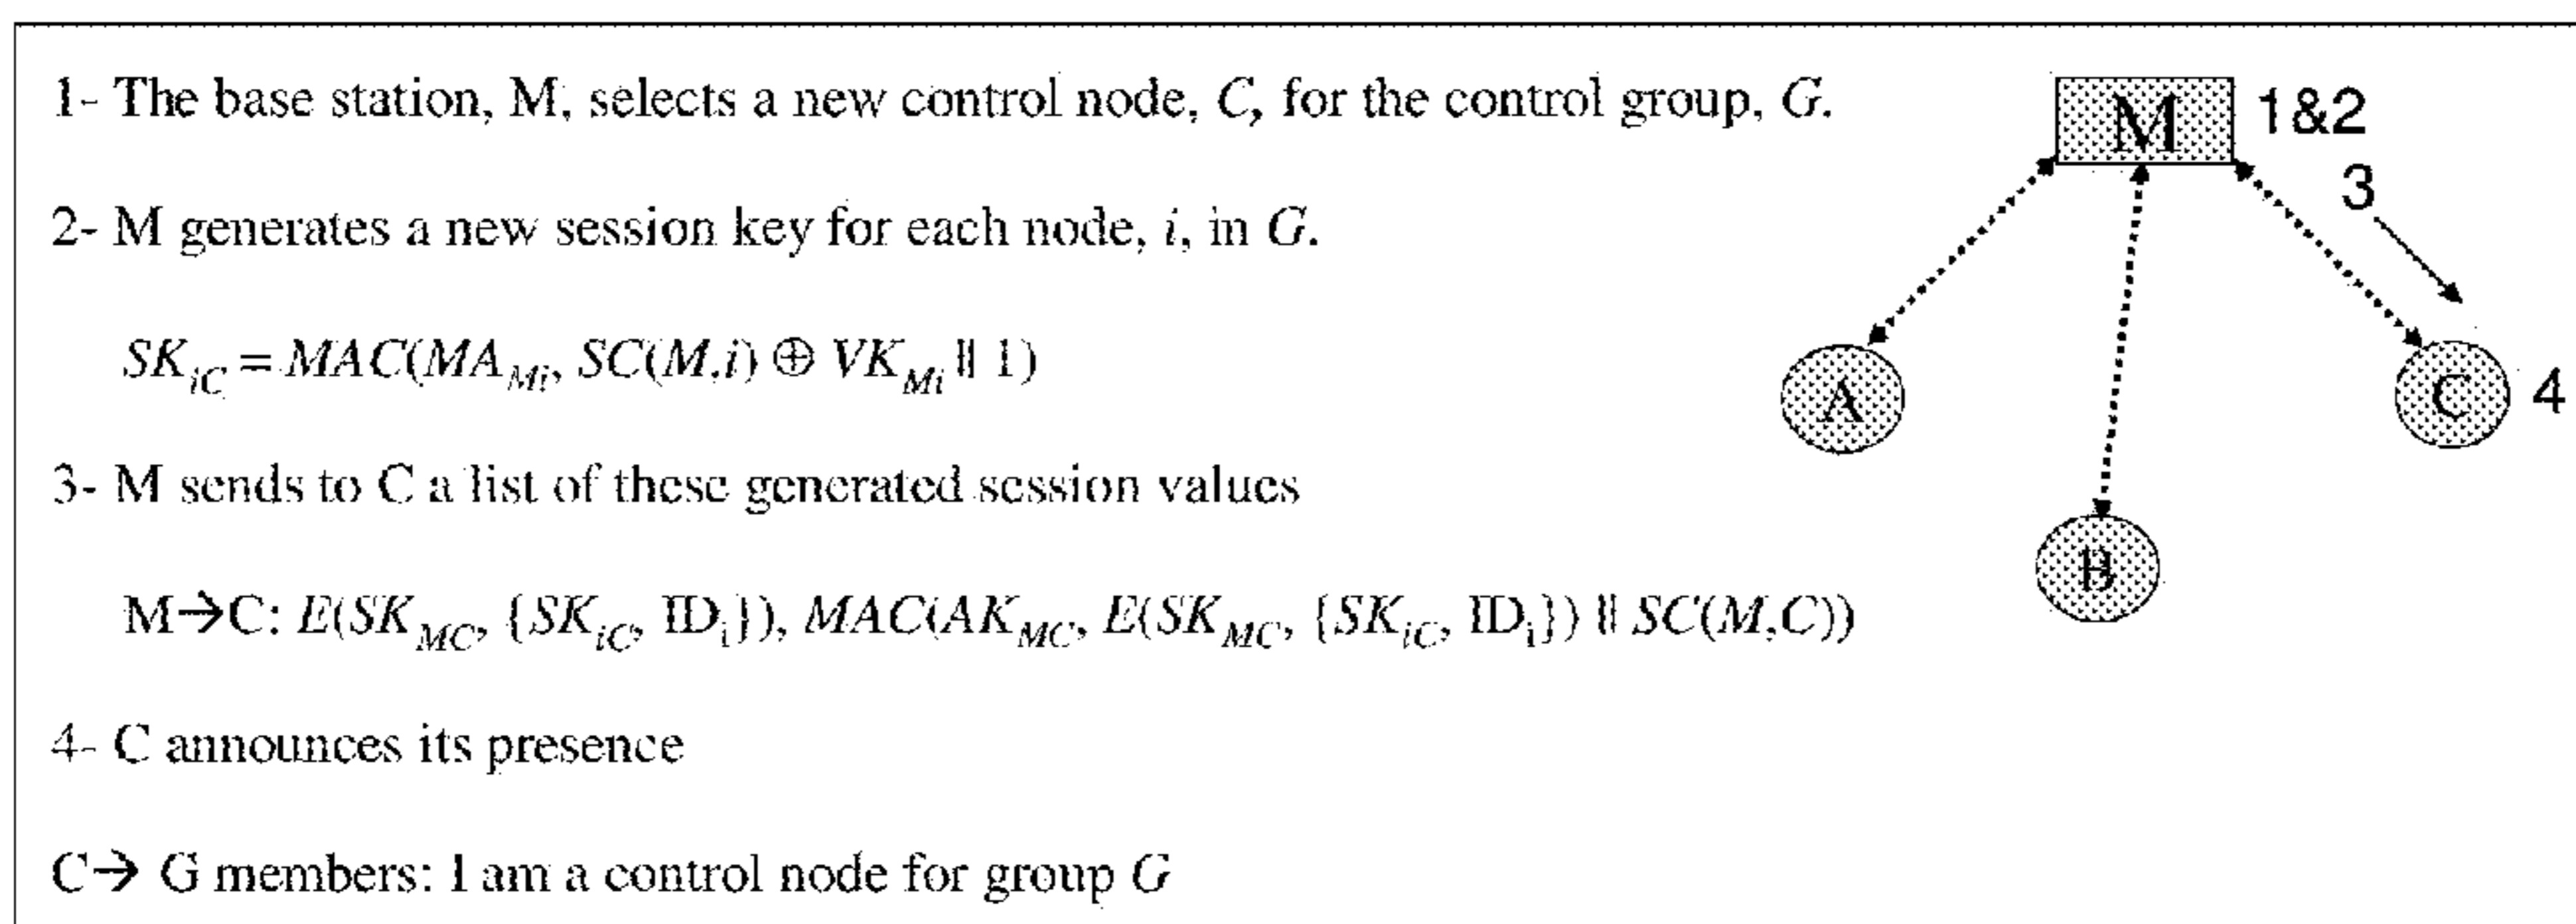 1- The base station, M, selects a new control node, C, for the control group, G.
2- M generates a new session key for each node, i, in G.
SK_iC = MAC(MA_Mi, SC(M,i) ⊕ VK_Mi || 1)
3- M sends to C a list of these generated session values
M→C: E(SK_MC, {SK_iC, ID_i}), MAC(AK_MC, E(SK_MC, {SK_iC, ID_i}) || SC(M,C))
4- C announces its presence
C→ G members: I am a control node for group G
M 1&2
3
A
C 4
B